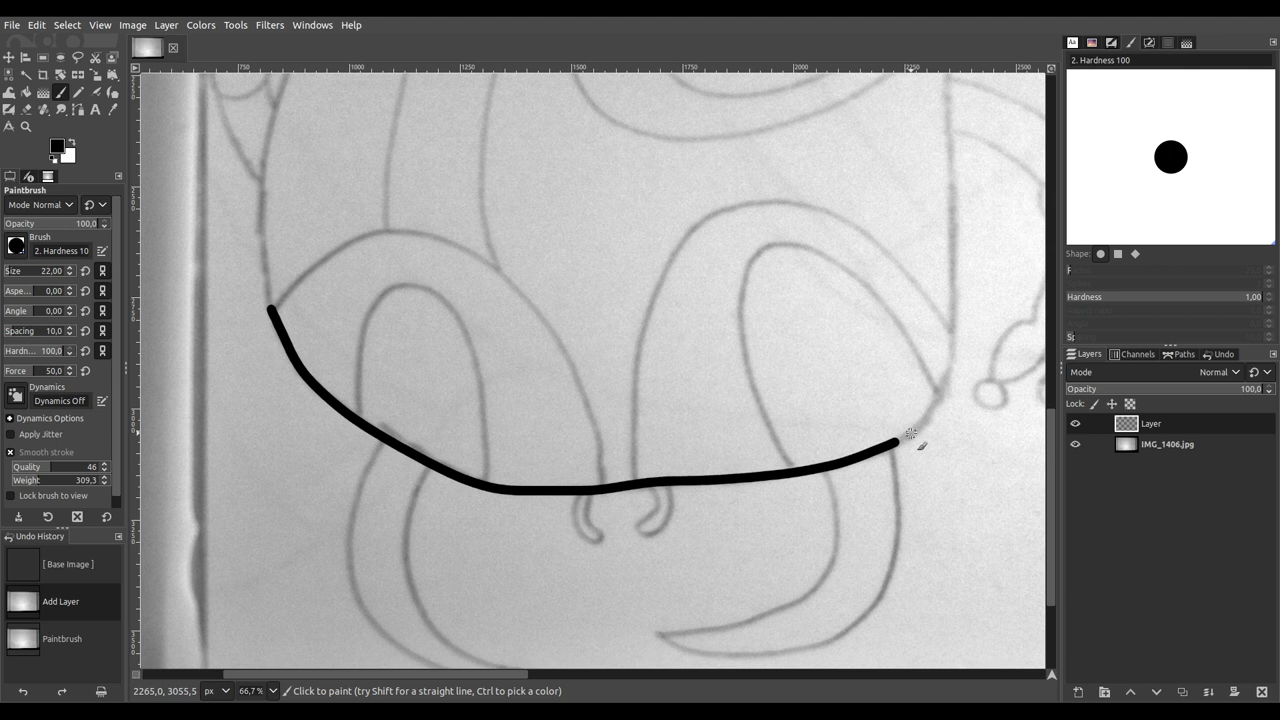 File Edit Select View Image Layer Colors Tools Filters Windows Help
750 1000 1250 1500 1750 2000 2250 2500
Paintbrush
Mode Normal
Opacity 100,0
Brush
2. Hardness 10
Size 22,00
Aspe... 0,00
Angle 0,00
Spacing 10,0
Hardn... 100,0
Force 50,0
Dynamics
Dynamics Off
Dynamics Options
Apply Jitter
Smooth stroke
Quality 46
Weight 309,3
Lock brush to view
Undo History
[ Base Image ]
Add Layer
Paintbrush
2265,0, 3055,5 px 66,7 % Click to paint (try Shift for a straight line, Ctrl to pick a color)
Aa
2. Hardness 100
Shape:
Hardness 1,00
Layers Channels Paths Undo
Mode Normal
Opacity 100,0
Lock:
Layer
IMG_1406.jpg